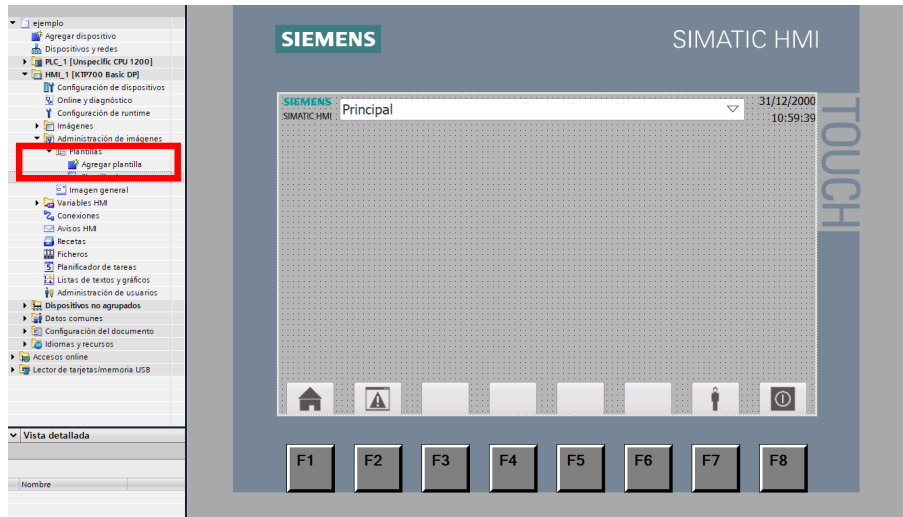 ejemplo
Agregar dispositivo
Dispositivos y redes
PLC_1 [Unspecific CPU 1200]
HMI_1 [KTP700 Basic DP]
Configuración de dispositivos
Online y diagnóstico
Configuración de runtime
Imágenes
Administración de imágenes
Plantillas
Agregar plantilla
Imagen general
Variables HMI
Conexiones
Avisos HMI
Recetas
Ficheros
Planificador de tareas
Listas de textos y gráficos
Administración de usuarios
Dispositivos no agrupados
Datos comunes
Configuración del documento
Idiomas y recursos
Accesos online
Lector de tarjetas/memoria USB
Vista detallada
Nombre
SIEMENS
SIMATIC HMI
SIEMENS
SIMATIC HMI
Principal
31/12/2000
10:59:39
TOUCH
F1 F2 F3 F4 F5 F6 F7 F8